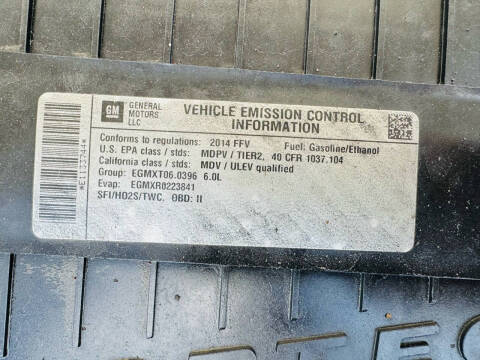 GM
GENERAL
MOTORS
LLC
VEHICLE EMISSION CONTROL
INFORMATION
Conforms to regulations: 2014 FFV Fuel: Gasoline/Ethanol
U.S. EPA class / stds: MDPV / TIER2, 40 CFR 1037.104
California class / stds: MDV / ULEV qualified
Group: EGMXT06.0396 6.0L
Evap: EGMXR0223841
SFI/HO2S/TWC, OBD: II